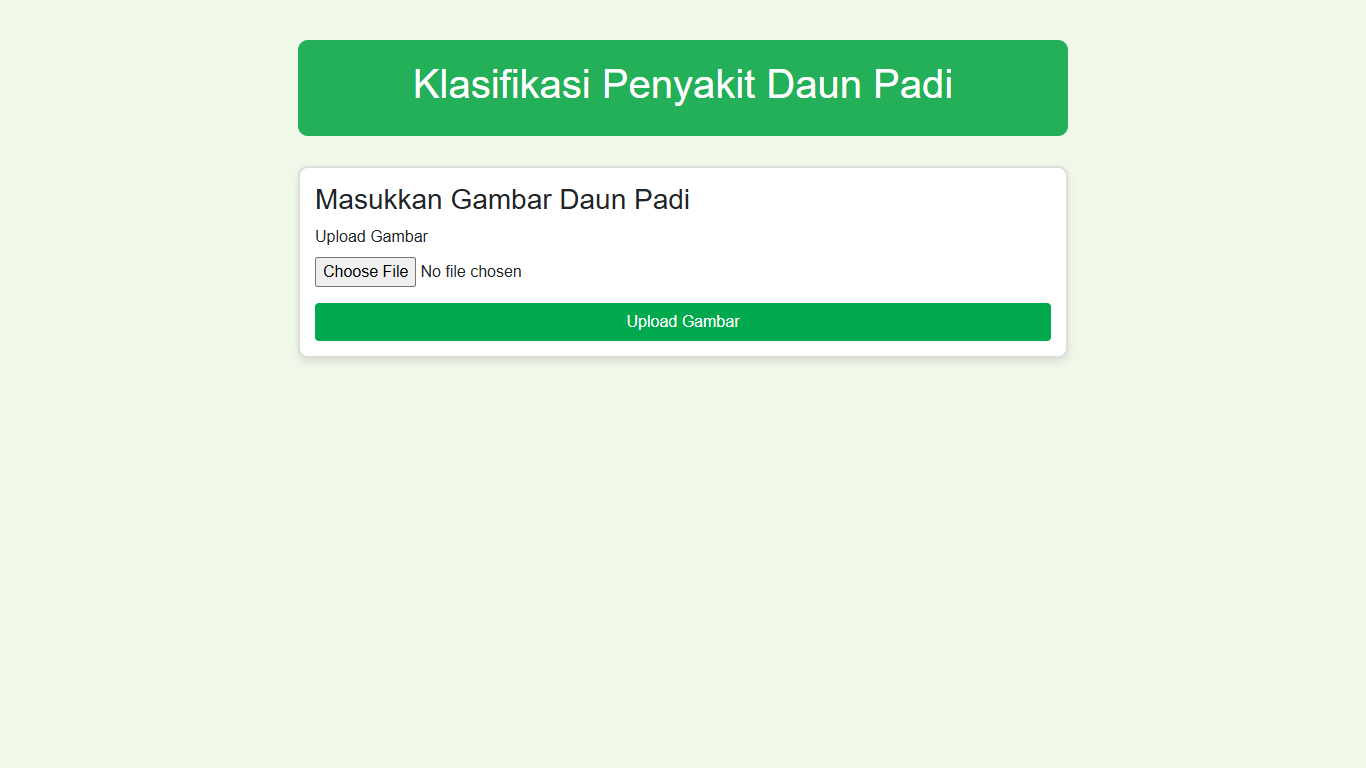 Klasifikasi Penyakit Daun Padi
Masukkan Gambar Daun Padi
Upload Gambar
Choose File No file chosen
Upload Gambar